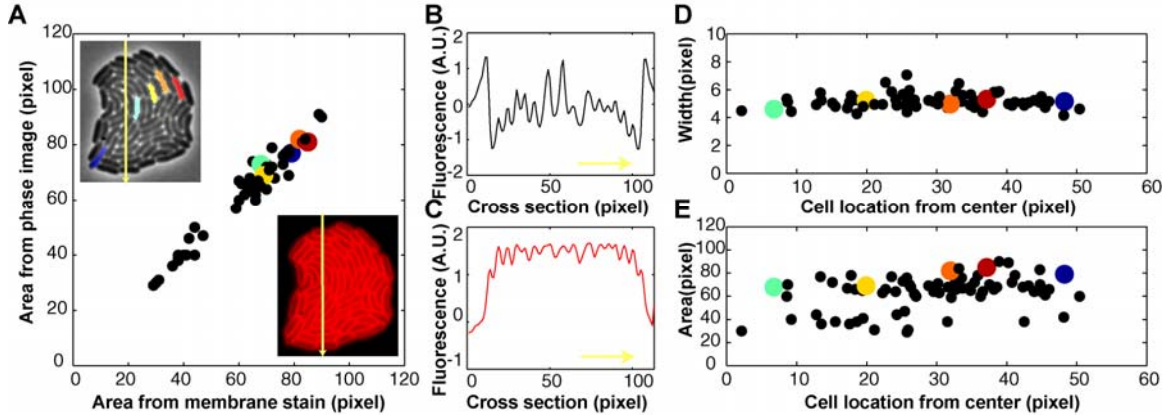 A
Area from phase image (pixel)
120
100
80
60
40
20
0
0 20 40 60 80 100 120
Area from membrane stain (pixel)
B
Fluorescence (A.U.)
2
1
0
-1
-2
0 50 100
Cross section (pixel)
C
Fluorescence (A.U.)
2
1
0
-1
0 50 100
Cross section (pixel)
D
Width(pixel)
10
8
6
4
2
0
0 10 20 30 40 50 60
Cell location from center (pixel)
E
Area(pixel)
120
100
80
60
40
20
0
0 10 20 30 40 50 60
Cell location from center (pixel)